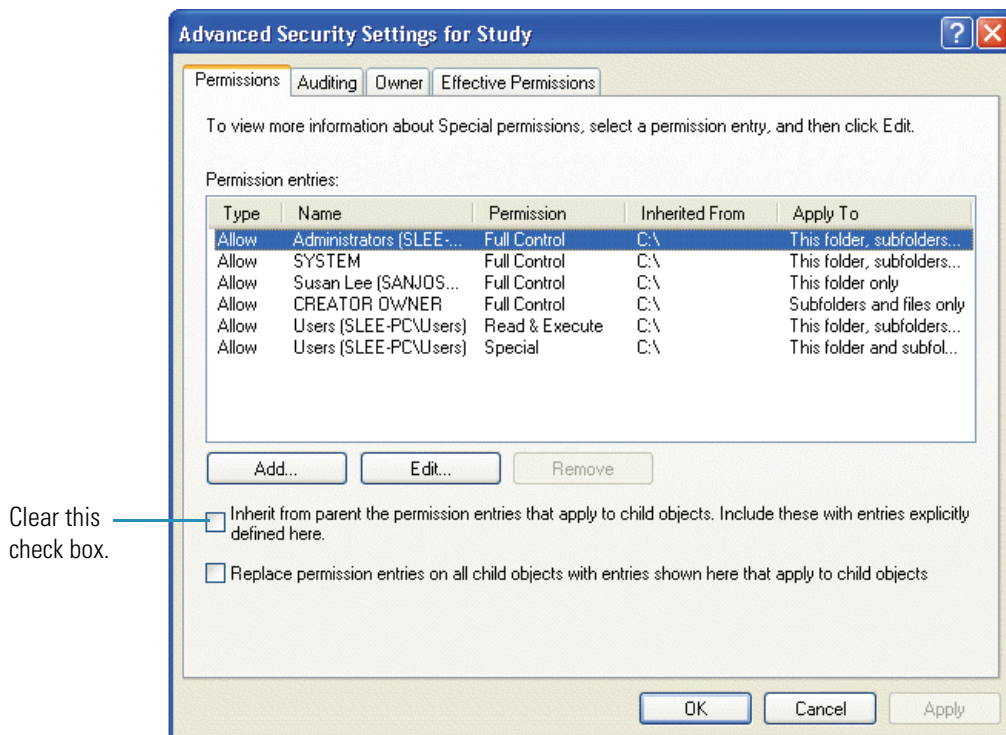 Advanced Security Settings for Study
Permissions Auditing Owner Effective Permissions
To view more information about Special permissions, select a permission entry, and then click Edit.
Permission entries:
Type Name Permission Inherited From Apply To
Allow Administrators (SLEE-... Full Control C:\ This folder, subfolders...
Allow SYSTEM Full Control C:\ This folder, subfolders...
Allow Susan Lee (SANJOS... Full Control C:\ This folder only
Allow CREATOR OWNER Full Control C:\ Subfolders and files only
Allow Users (SLEE-PC\Users) Read & Execute C:\ This folder, subfolders...
Allow Users (SLEE-PC\Users) Special C:\ This folder and subfol...
Add... Edit... Remove
Clear this
check box.
Inherit from parent the permission entries that apply to child objects. Include these with entries explicitly
defined here.
Replace permission entries on all child objects with entries shown here that apply to child objects
OK Cancel Apply